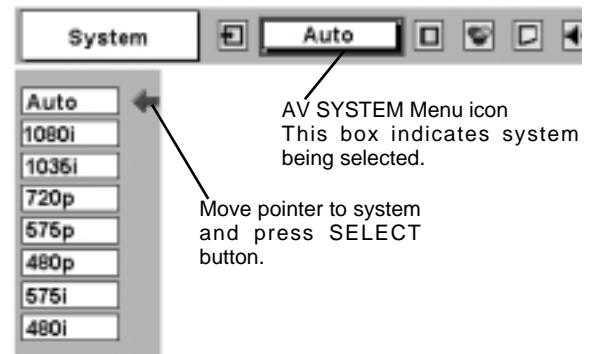 System
Auto
Auto
1080i
1035i
720p
575p
480p
575i
480i
AV SYSTEM Menu icon
This box indicates system
being selected.
Move pointer to system
and press SELECT
button.